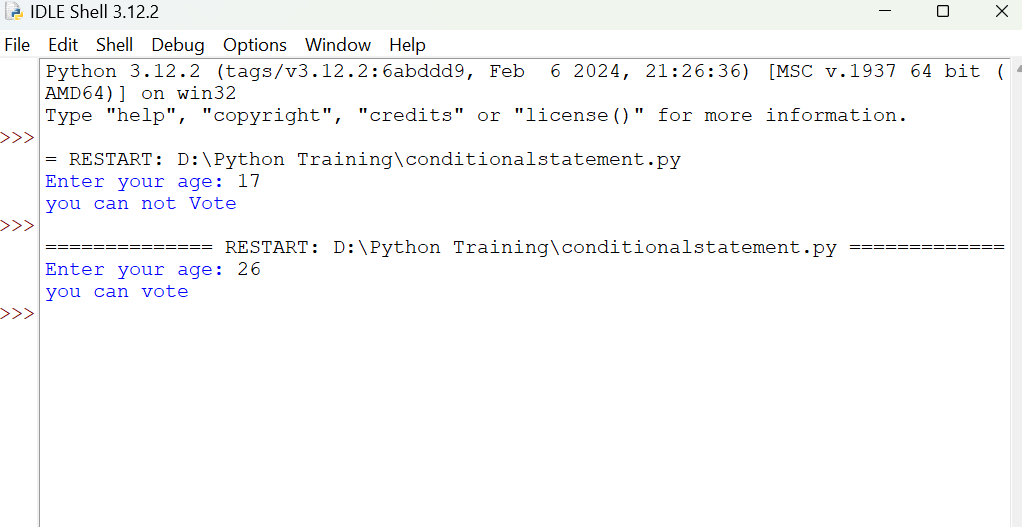 IDLE Shell 3.12.2
File Edit Shell Debug Options Window Help
Python 3.12.2 (tags/v3.12.2:6abddd9, Feb  6 2024, 21:26:36) [MSC v.1937 64 bit (
AMD64)] on win32
Type "help", "copyright", "credits" or "license()" for more information.
>>>
= RESTART: D:\Python Training\conditionalstatement.py
Enter your age: 17
you can not Vote
>>>
============== RESTART: D:\Python Training\conditionalstatement.py =============
Enter your age: 26
you can vote
>>>